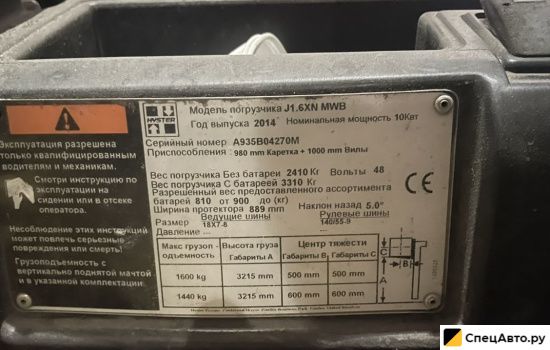 HYSTER
Модель погрузчика J1.6XN MWB
Год выпуска 2014 Номинальная мощность 10Квт
Серийный номер A935B04270M
Приспособления : 980 mm Каретка + 1000 mm Вилы
Вес погрузчика Без батареи 2410 Кг Вольты 48
Вес погрузчика С батареей 3310 Кг
Разрешенный вес предоставленного ассортимента
батарей 810 от 900 до (кг)
Ширина протектора 889 mm Наклон назад 5.0°
Ведущие шины Рулевые шины
Размер 18X7-8 140/55-9
Давление --- ---
Эксплуатация разрешена
только квалифицированным
водителям и механикам.
Смотри инструкцию по
эксплуатации на
сидении или в отсеке
оператора.
Несоблюдение этих инструкций
может повлечь серьезные
повреждения или смерть!
Грузоподъемность с
вертикально поднятой мачтой
и в указанной комплектации.
Макс грузоп- Высота груза Центр тяжести
одъемность Габариты A Габариты B Габариты C
1600 kg 3215 mm 500 mm 500 mm
1440 kg 3215 mm 600 mm 600 mm
C
B
A
CE
СпецАвто.ру